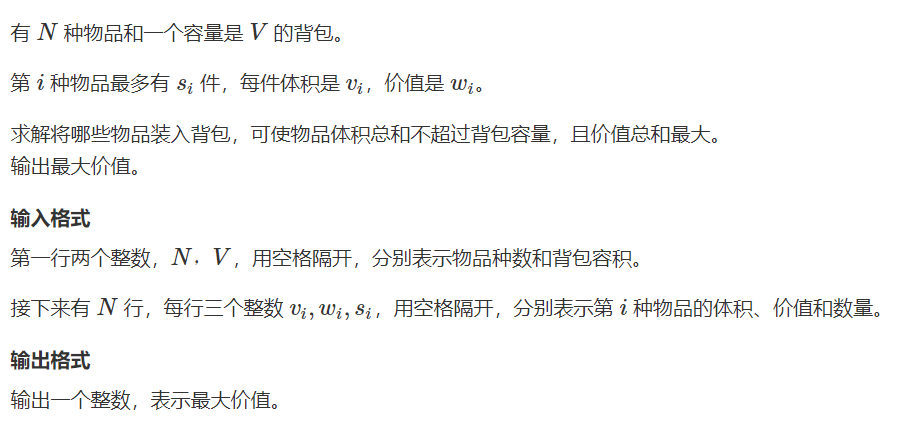 有 N 种物品和一个容量是 V 的背包。
第 i 种物品最多有 sᵢ 件，每件体积是 vᵢ，价值是 wᵢ。
求解将哪些物品装入背包，可使物品体积总和不超过背包容量，且价值总和最大。
输出最大价值。
输入格式
第一行两个整数，N，V，用空格隔开，分别表示物品种数和背包容积。
接下来有 N 行，每行三个整数 vᵢ, wᵢ, sᵢ，用空格隔开，分别表示第 i 种物品的体积、价值和数量。
输出格式
输出一个整数，表示最大价值。